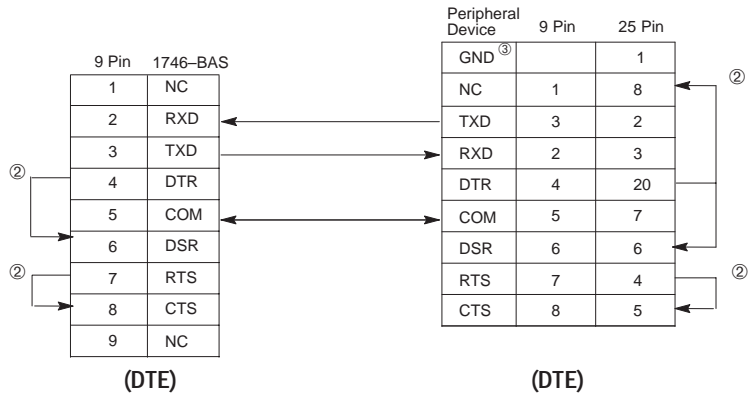 9 Pin 1746–BAS
1 NC
2 RXD
3 TXD
② 4 DTR
5 COM
6 DSR
② 7 RTS
8 CTS
9 NC
(DTE)
Peripheral
Device 9 Pin 25 Pin
GND ③ 1
NC 1 8 ②
TXD 3 2
RXD 2 3
DTR 4 20
COM 5 7
DSR 6 6
RTS 7 4 ②
CTS 8 5
(DTE)